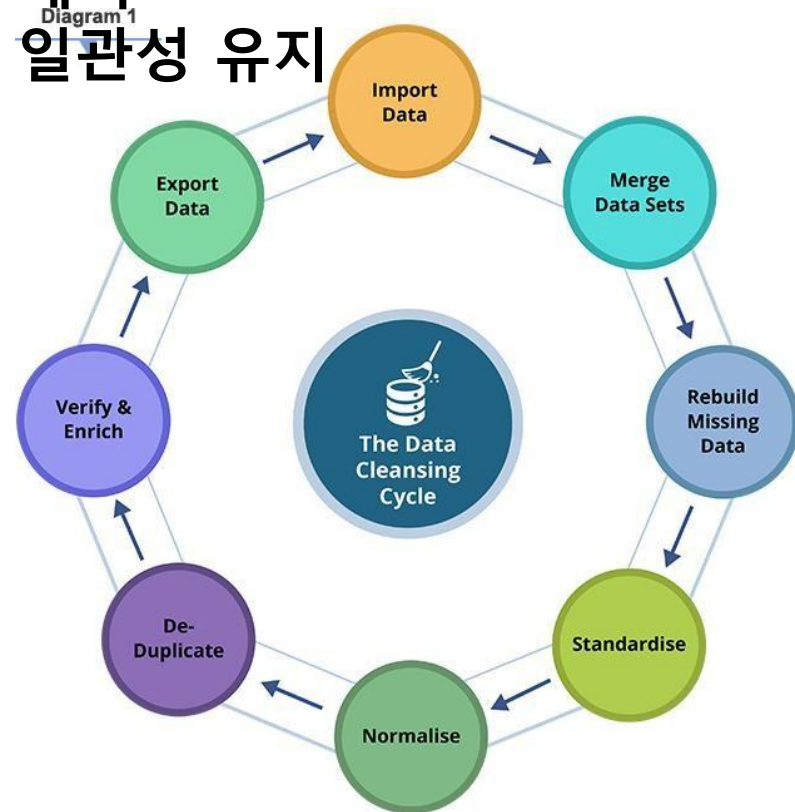 Diagram 1
일관성 유지
Import
Data
Merge
Data Sets
Rebuild
Missing
Data
Standardise
Normalise
De-
Duplicate
Verify &
Enrich
Export
Data
The Data
Cleansing
Cycle